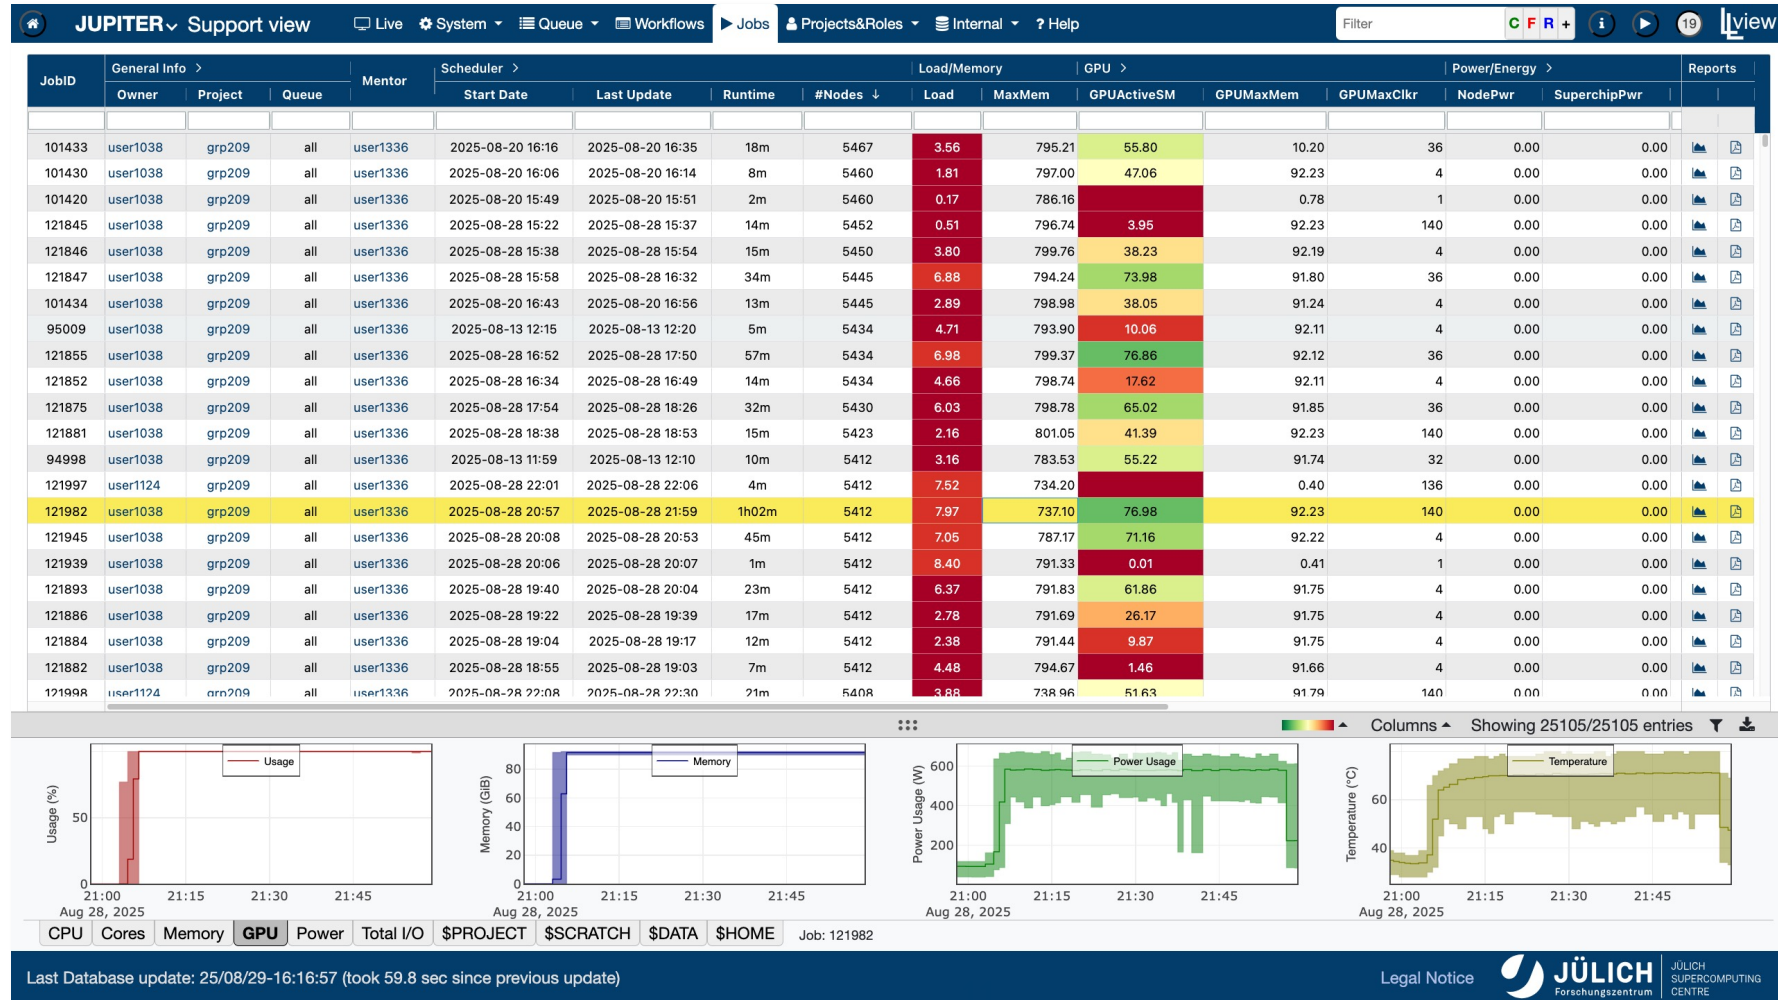 JUPITER Support view Live System Queue Workflows Jobs Projects&Roles Internal ? Help Filter C F R + i 19 LLview
JobID General Info > Mentor Scheduler > Load/Memory GPU > Power/Energy > Reports
Owner Project Queue Start Date Last Update Runtime #Nodes ↓ Load MaxMem GPUActiveSM GPUMaxMem GPUMaxClkr NodePwr SuperchipPwr
101433 user1038 grp209 all user1336 2025-08-20 16:16 2025-08-20 16:35 18m 5467 3.56 795.21 55.80 10.20 36 0.00 0.00
101430 user1038 grp209 all user1336 2025-08-20 16:06 2025-08-20 16:14 8m 5460 1.81 797.00 47.06 92.23 4 0.00 0.00
101420 user1038 grp209 all user1336 2025-08-20 15:49 2025-08-20 15:51 2m 5460 0.17 786.16 0.78 1 0.00 0.00
121845 user1038 grp209 all user1336 2025-08-28 15:22 2025-08-28 15:37 14m 5452 0.51 796.74 3.95 92.23 140 0.00 0.00
121846 user1038 grp209 all user1336 2025-08-28 15:38 2025-08-28 15:54 15m 5450 3.80 799.76 38.23 92.19 4 0.00 0.00
121847 user1038 grp209 all user1336 2025-08-28 15:58 2025-08-28 16:32 34m 5445 6.88 794.24 73.98 91.80 36 0.00 0.00
101434 user1038 grp209 all user1336 2025-08-20 16:43 2025-08-20 16:56 13m 5445 2.89 798.98 38.05 91.24 4 0.00 0.00
95009 user1038 grp209 all user1336 2025-08-13 12:15 2025-08-13 12:20 5m 5434 4.71 793.90 10.06 92.11 4 0.00 0.00
121855 user1038 grp209 all user1336 2025-08-28 16:52 2025-08-28 17:50 57m 5434 6.98 799.37 76.86 92.12 36 0.00 0.00
121852 user1038 grp209 all user1336 2025-08-28 16:34 2025-08-28 16:49 14m 5434 4.66 798.74 17.62 92.11 4 0.00 0.00
121875 user1038 grp209 all user1336 2025-08-28 17:54 2025-08-28 18:26 32m 5430 6.03 798.78 65.02 91.85 36 0.00 0.00
121881 user1038 grp209 all user1336 2025-08-28 18:38 2025-08-28 18:53 15m 5423 2.16 801.05 41.39 92.23 140 0.00 0.00
94998 user1038 grp209 all user1336 2025-08-13 11:59 2025-08-13 12:10 10m 5412 3.16 783.53 55.22 91.74 32 0.00 0.00
121997 user1124 grp209 all user1336 2025-08-28 22:01 2025-08-28 22:06 4m 5412 7.52 734.20 0.40 136 0.00 0.00
121982 user1038 grp209 all user1336 2025-08-28 20:57 2025-08-28 21:59 1h02m 5412 7.97 737.10 76.98 92.23 140 0.00 0.00
121945 user1038 grp209 all user1336 2025-08-28 20:08 2025-08-28 20:53 45m 5412 7.05 787.17 71.16 92.22 4 0.00 0.00
121939 user1038 grp209 all user1336 2025-08-28 20:06 2025-08-28 20:07 1m 5412 8.40 791.33 0.01 0.41 1 0.00 0.00
121893 user1038 grp209 all user1336 2025-08-28 19:40 2025-08-28 20:04 23m 5412 6.37 791.83 61.86 91.75 4 0.00 0.00
121886 user1038 grp209 all user1336 2025-08-28 19:22 2025-08-28 19:39 17m 5412 2.78 791.69 26.17 91.75 4 0.00 0.00
121884 user1038 grp209 all user1336 2025-08-28 19:04 2025-08-28 19:17 12m 5412 2.38 791.44 9.87 91.75 4 0.00 0.00
121882 user1038 grp209 all user1336 2025-08-28 18:55 2025-08-28 19:03 7m 5412 4.48 794.67 1.46 91.66 4 0.00 0.00
121998 user1124 grp209 all user1336 2025-08-28 22:08 2025-08-28 22:30 21m 5408 3.88 738.96 51.63 91.79 140 0.00 0.00
Columns Showing 25105/25105 entries
Usage (%)
50
0
Usage
21:00 21:15 21:30 21:45
Aug 28, 2025
Memory (GiB)
80
60
40
20
0
Memory
21:00 21:15 21:30 21:45
Aug 28, 2025
Power Usage (W)
600
400
200
Power Usage
21:00 21:15 21:30 21:45
Aug 28, 2025
Temperature (°C)
60
40
Temperature
21:00 21:15 21:30 21:45
Aug 28, 2025
CPU Cores Memory GPU Power Total I/O $PROJECT $SCRATCH $DATA $HOME Job: 121982
Last Database update: 25/08/29-16:16:57 (took 59.8 sec since previous update)
Legal Notice
JÜLICH
Forschungszentrum
JÜLICH
SUPERCOMPUTING
CENTRE